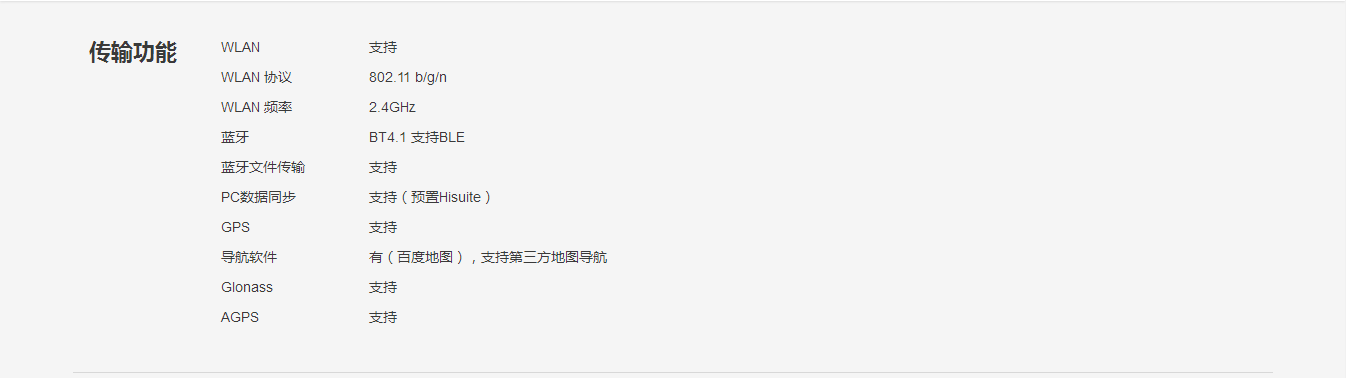 传输功能
WLAN 支持
WLAN 协议 802.11 b/g/n
WLAN 频率 2.4GHz
蓝牙 BT4.1 支持BLE
蓝牙文件传输 支持
PC数据同步 支持（预置Hisuite）
GPS 支持
导航软件 有（百度地图），支持第三方地图导航
Glonass 支持
AGPS 支持